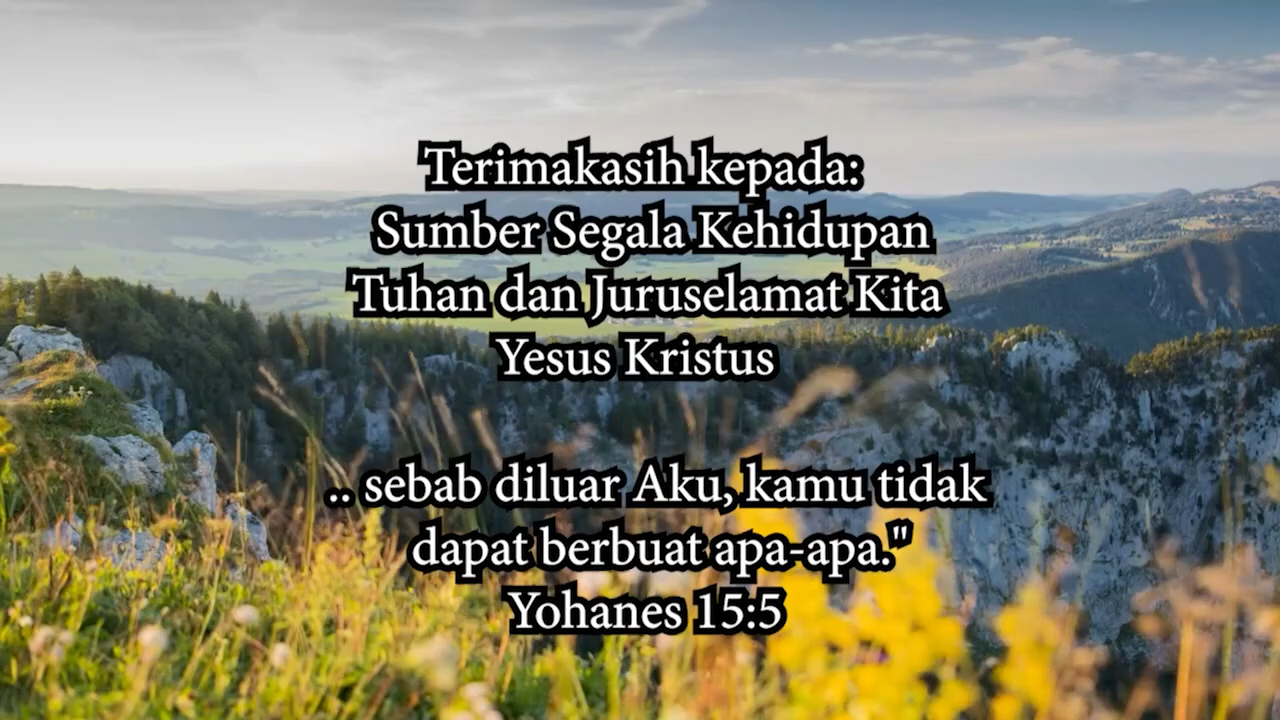 Terimakasih kepada:
Sumber Segala Kehidupan
Tuhan dan Juruselamat Kita
Yesus Kristus
.. sebab diluar Aku, kamu tidak
dapat berbuat apa-apa."
Yohanes 15:5